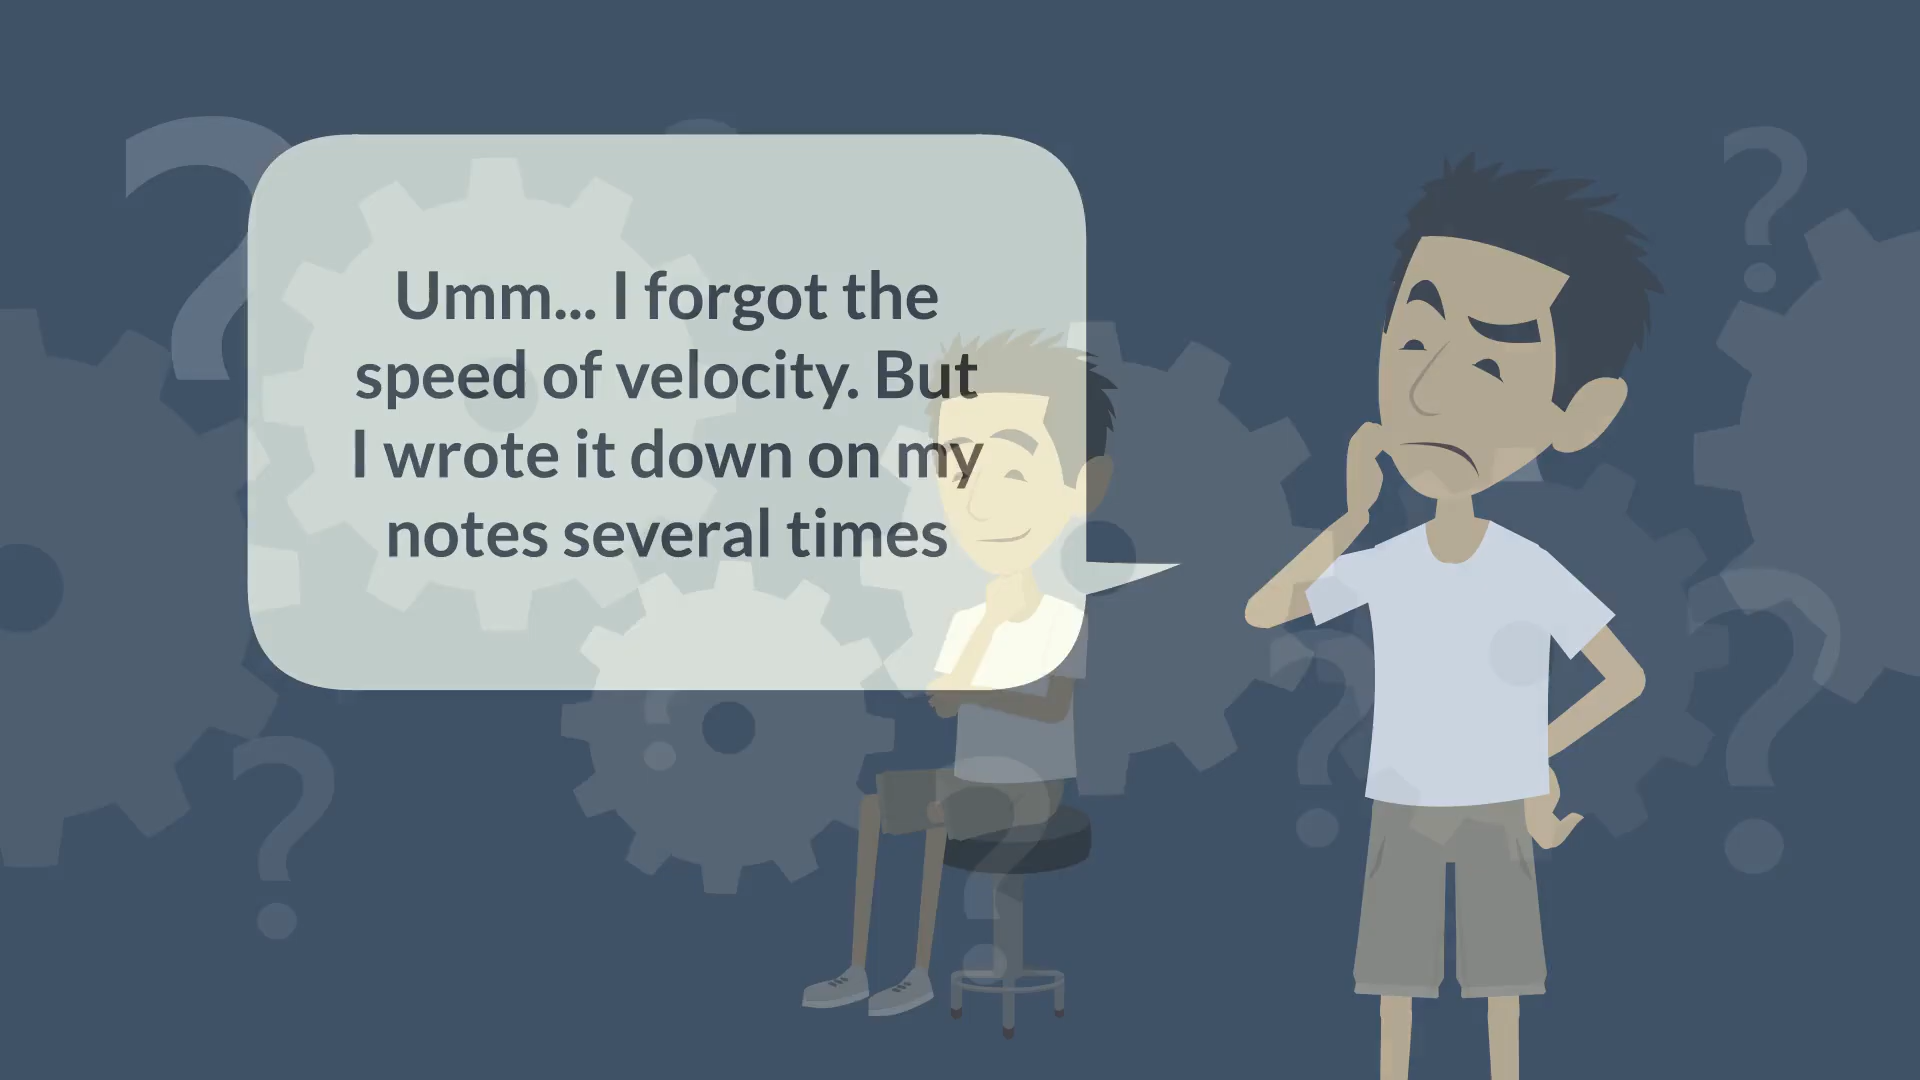 Umm... I forgot the
speed of velocity. But
I wrote it down on my
notes several times